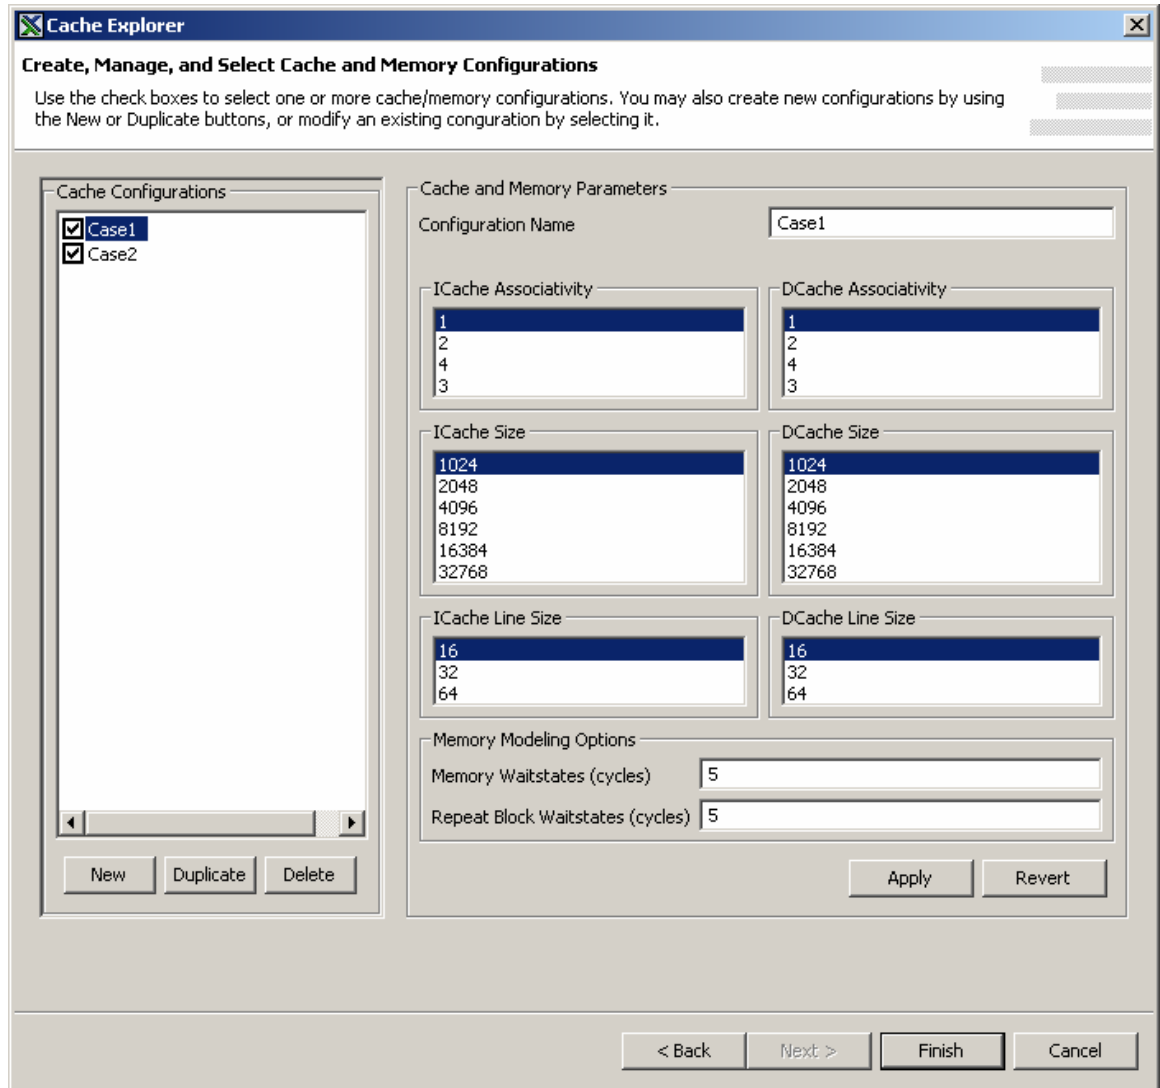 Cache Explorer
Create, Manage, and Select Cache and Memory Configurations
Use the check boxes to select one or more cache/memory configurations. You may also create new configurations by using
the New or Duplicate buttons, or modify an existing conguration by selecting it.
Cache Configurations
Case1
Case2
New
Duplicate
Delete
Cache and Memory Parameters
Configuration Name
Case1
ICache Associativity
1
2
4
3
DCache Associativity
1
2
4
3
ICache Size
1024
2048
4096
8192
16384
32768
DCache Size
1024
2048
4096
8192
16384
32768
ICache Line Size
16
32
64
DCache Line Size
16
32
64
Memory Modeling Options
Memory Waitstates (cycles)
5
Repeat Block Waitstates (cycles)
5
Apply
Revert
< Back
Next >
Finish
Cancel